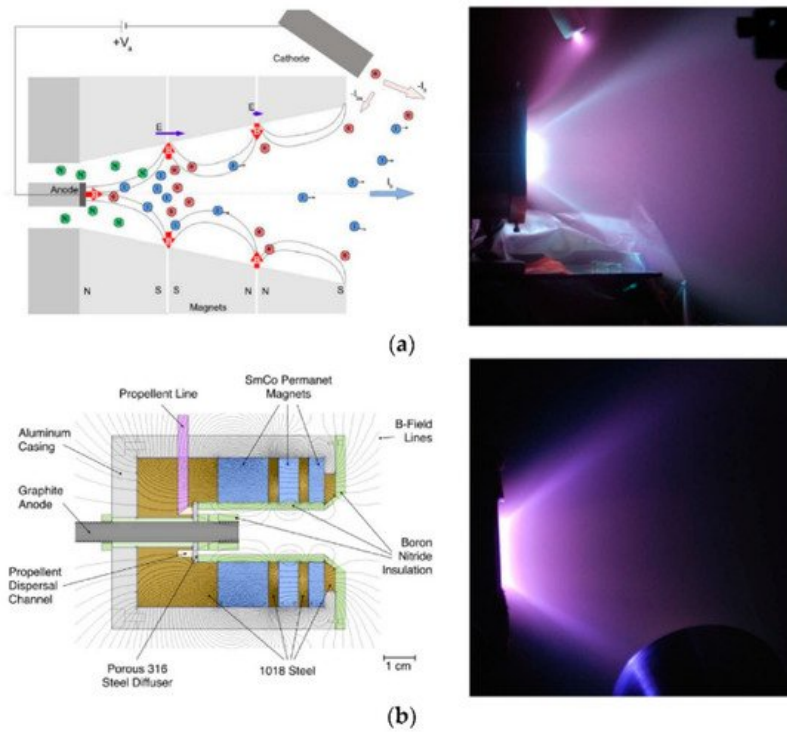 +Vₐ
Cathode
E
E
Anode
N
S
S
N
N
S
Magnets
(a)
Propellent Line
SmCo Permanet
Magnets
B-Field
Lines
Aluminum
Casing
Graphite
Anode
Boron
Nitride
Insulation
Propellent
Dispersal
Channel
Porous 316
Steel Diffuser
1018 Steel
1 cm
(b)